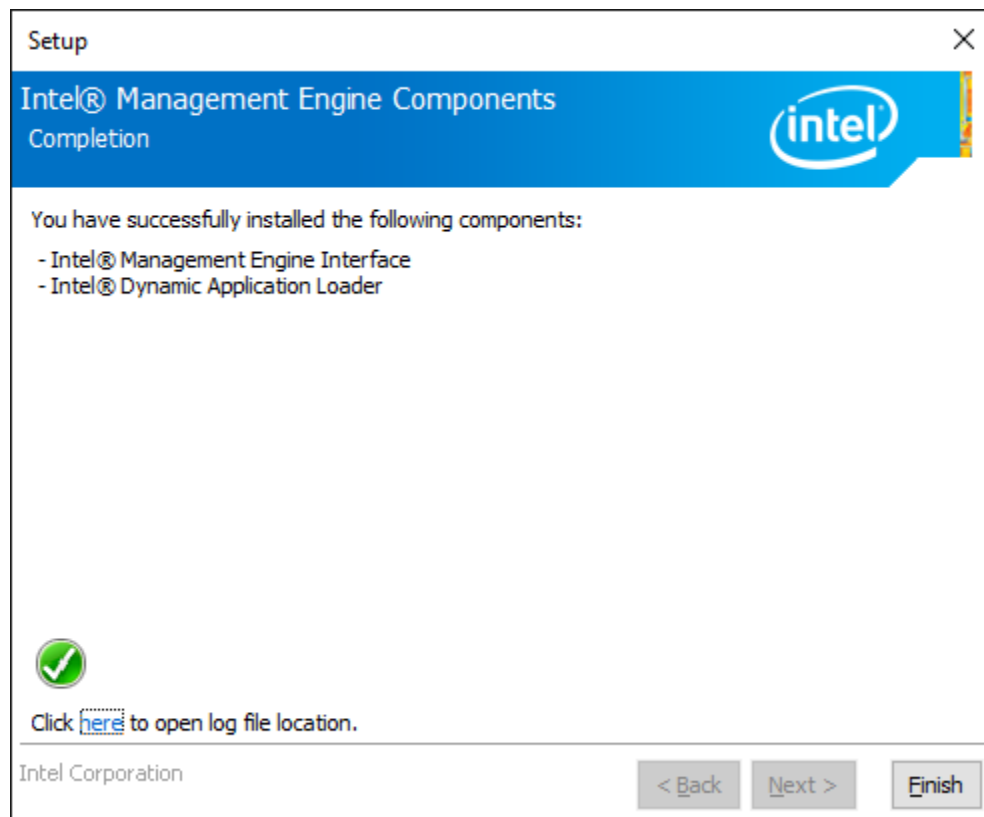 Setup
Intel® Management Engine Components
Completion
intel
You have successfully installed the following components:
- Intel® Management Engine Interface
- Intel® Dynamic Application Loader
Click here to open log file location.
Intel Corporation
< Back
Next >
Finish